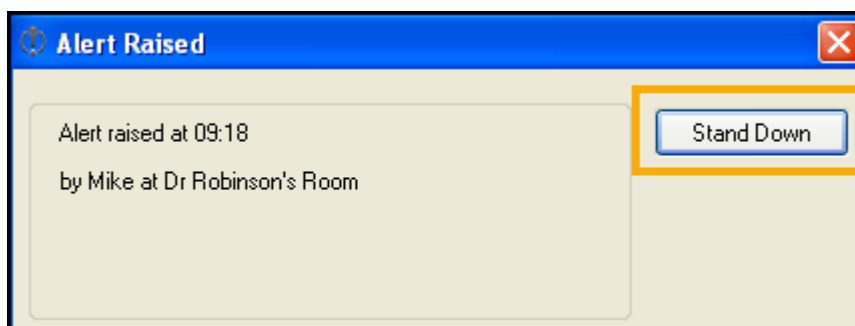 Alert Raised
Alert raised at 09:18
Stand Down
by Mike at Dr Robinson's Room